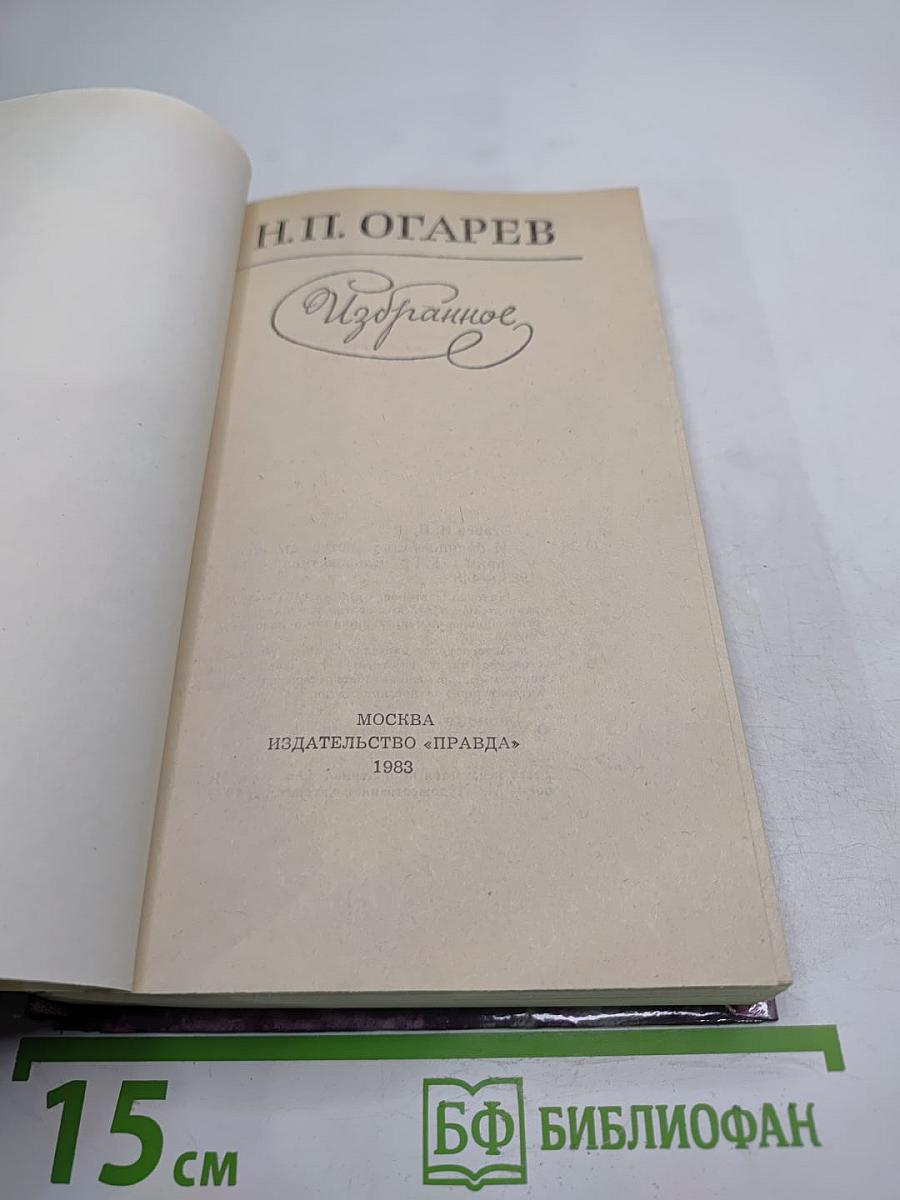 Н.П. ОГАРЕВ
Избранное
МОСКВА
ИЗДАТЕЛЬСТВО «ПРАВДА»
1983
15 см
БФ БИБЛИОФАН